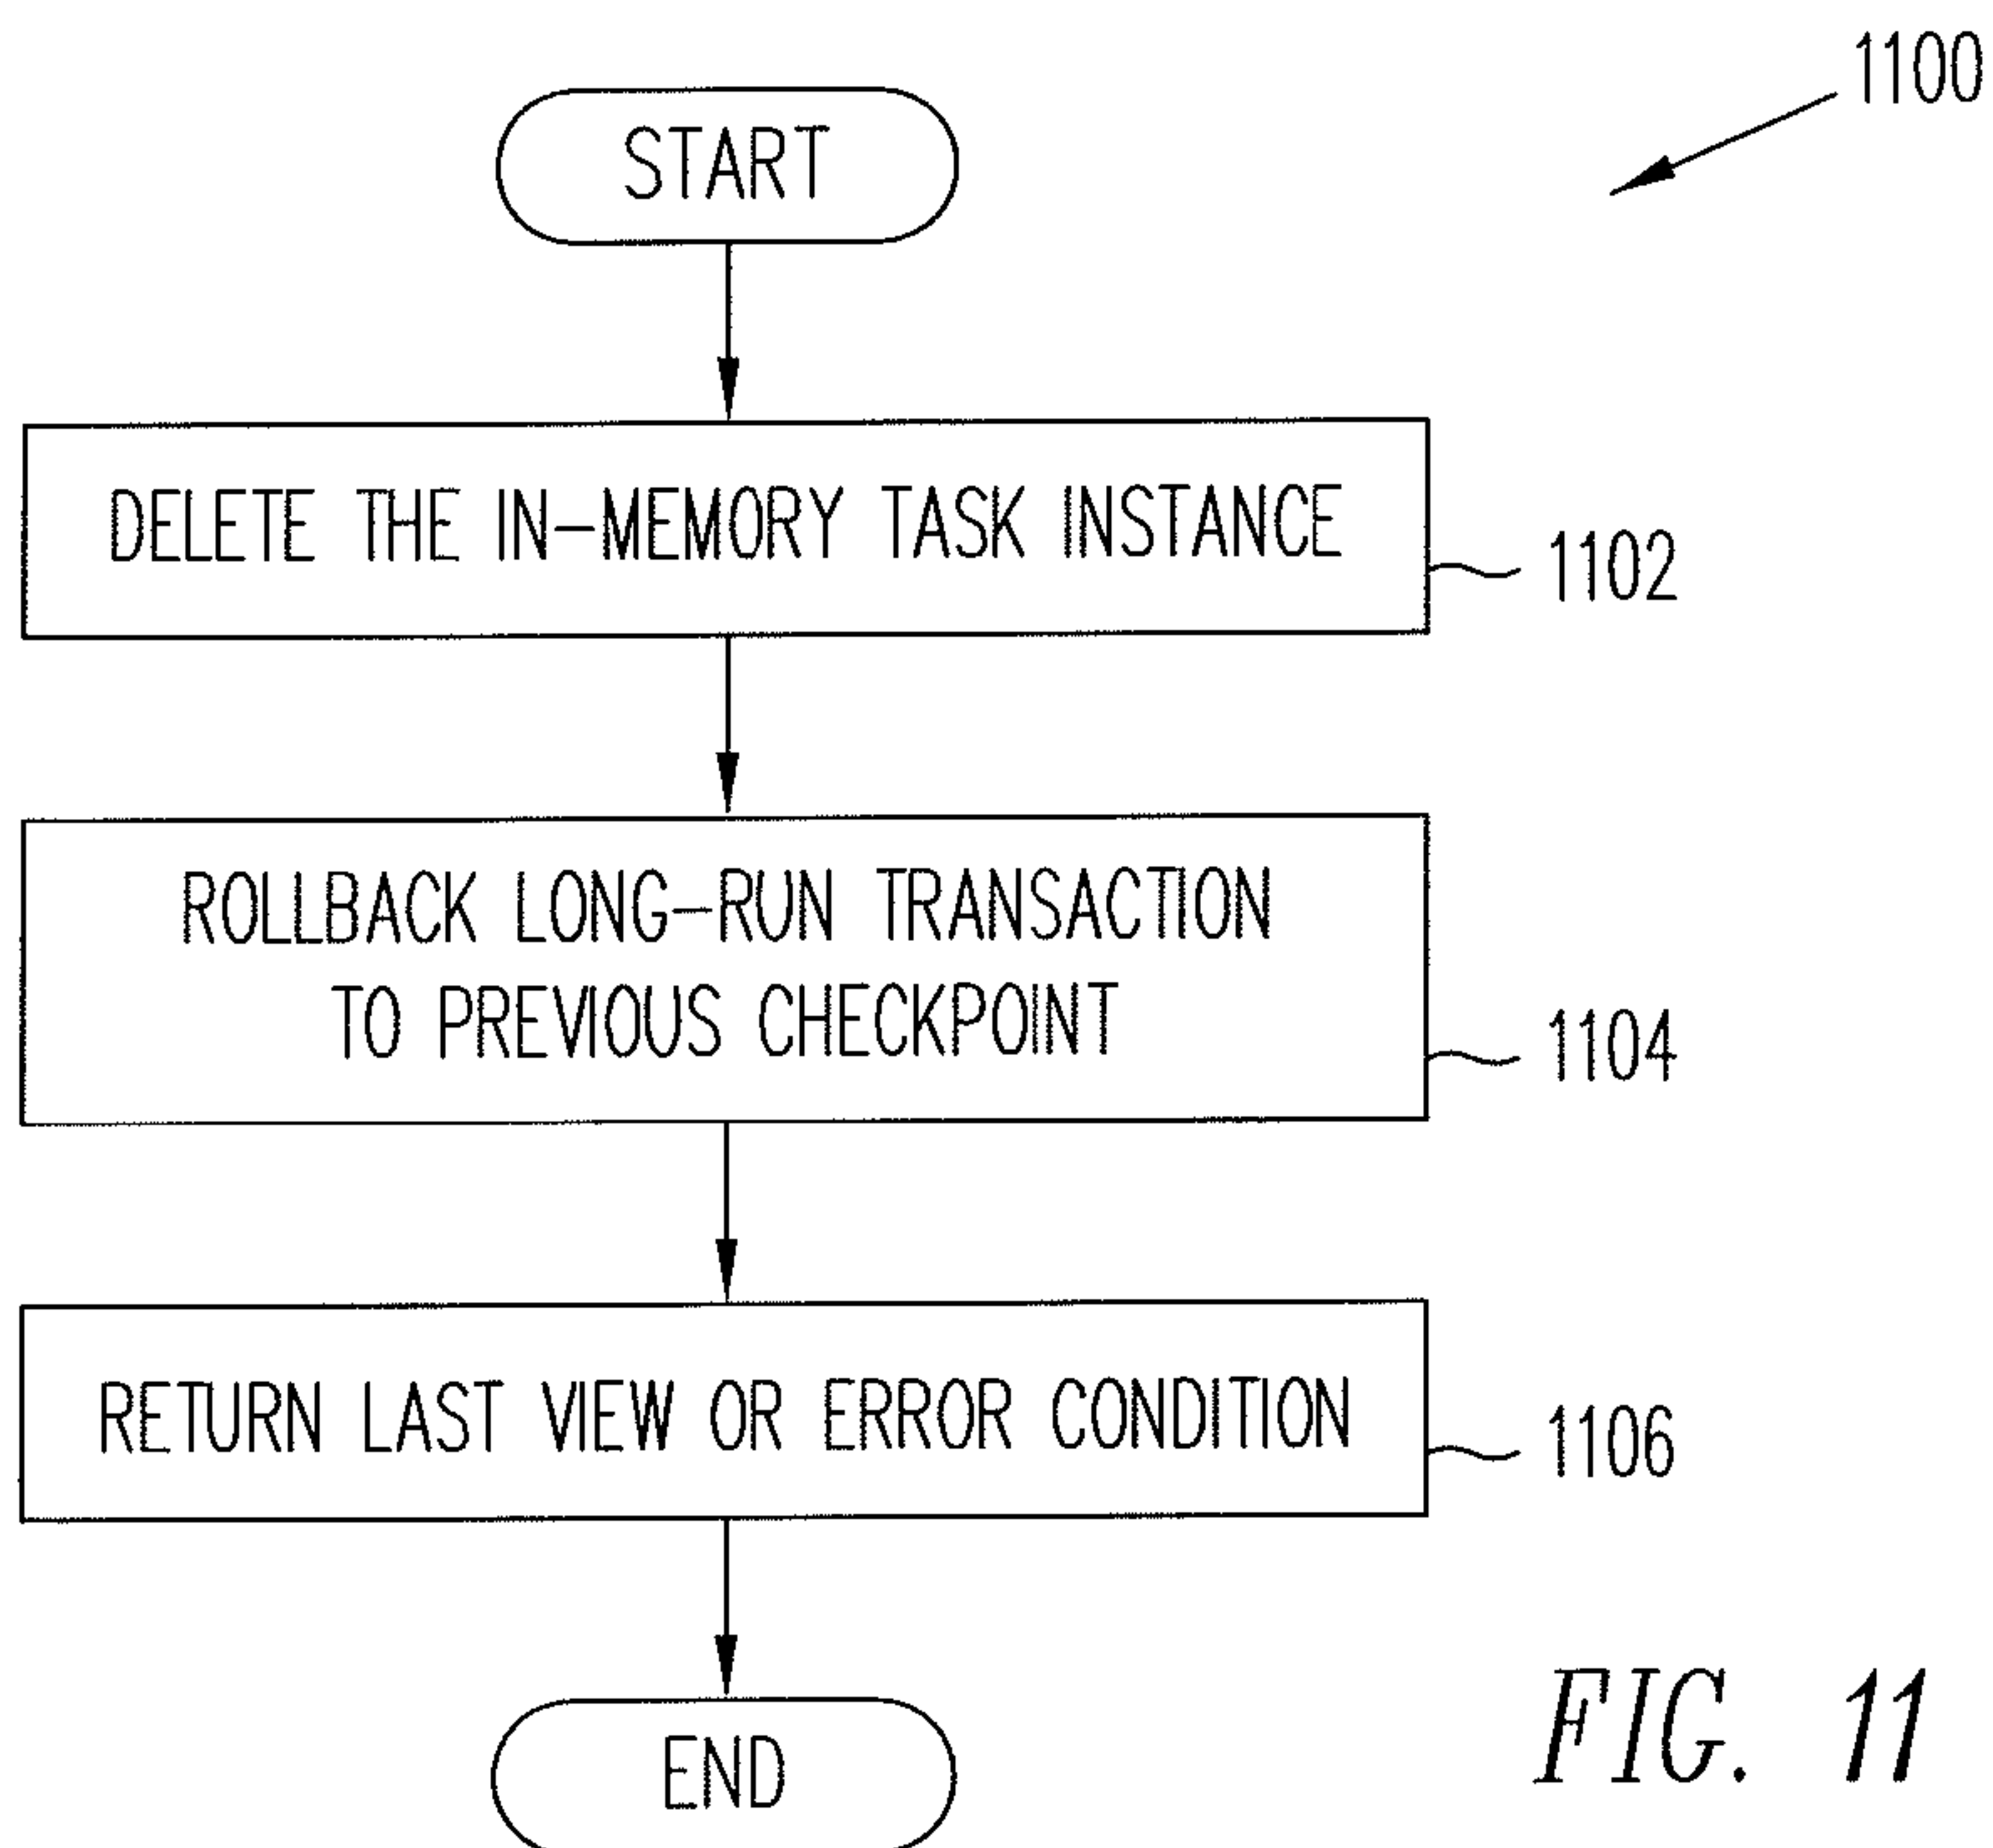 1100
START
DELETE THE IN-MEMORY TASK INSTANCE
1102
ROLLBACK LONG-RUN TRANSACTION
TO PREVIOUS CHECKPOINT
1104
RETURN LAST VIEW OR ERROR CONDITION
1106
END
FIG. 11